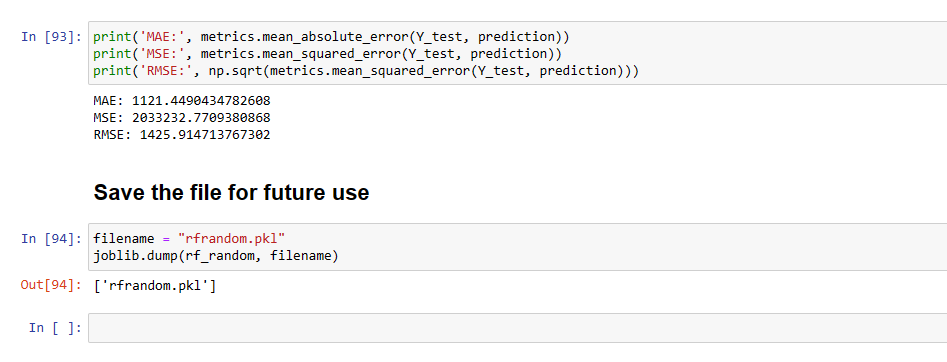 In [93]: print('MAE:', metrics.mean_absolute_error(Y_test, prediction))
print('MSE:', metrics.mean_squared_error(Y_test, prediction))
print('RMSE:', np.sqrt(metrics.mean_squared_error(Y_test, prediction)))
MAE: 1121.4490434782608
MSE: 2033232.7709380868
RMSE: 1425.914713767302
Save the file for future use
In [94]: filename = "rfrandom.pkl"
joblib.dump(rf_random, filename)
Out[94]: ['rfrandom.pkl']
In [ ]: